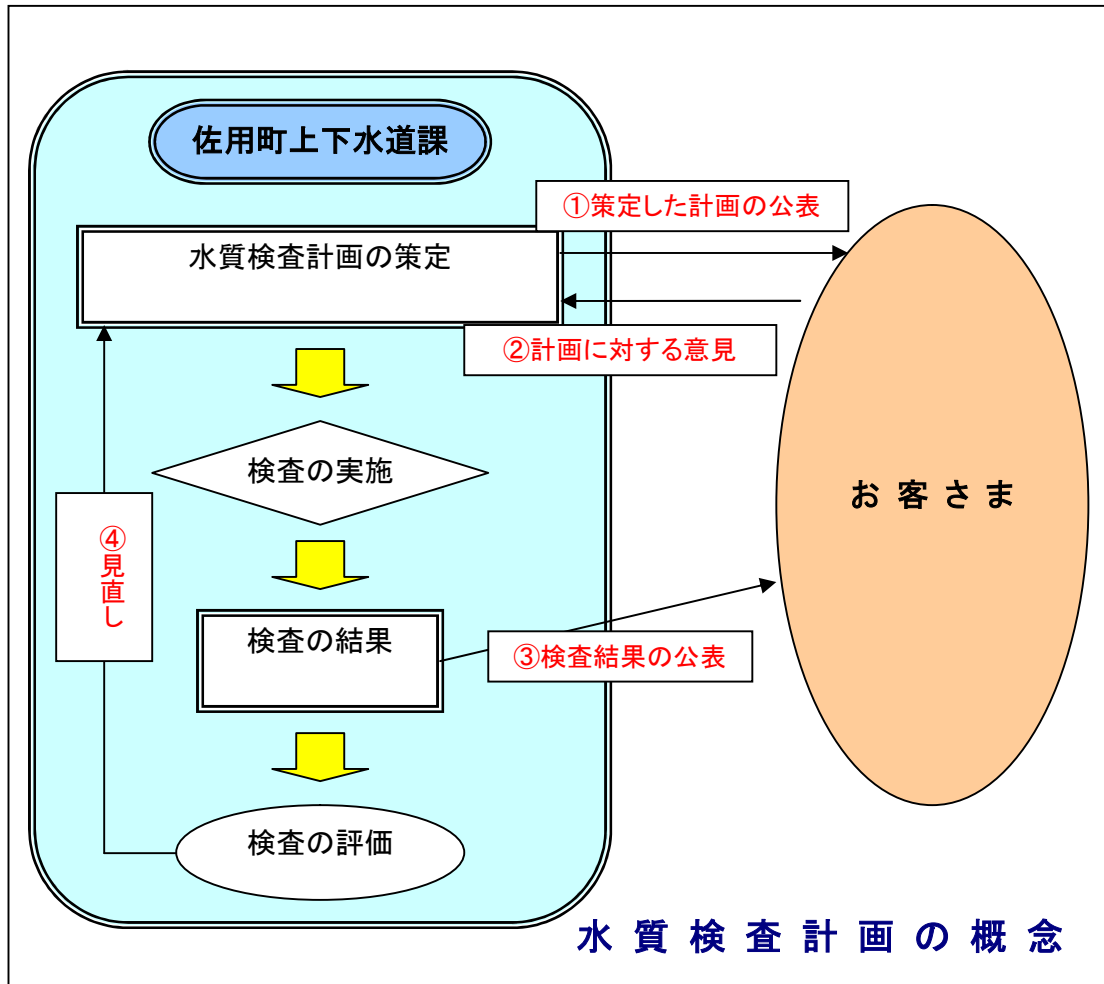 佐用町上下水道課
①策定した計画の公表
水質検査計画の策定
②計画に対する意見
検査の実施
お客さま
④見直し
検査の結果
③検査結果の公表
検査の評価
水質検査計画の概念